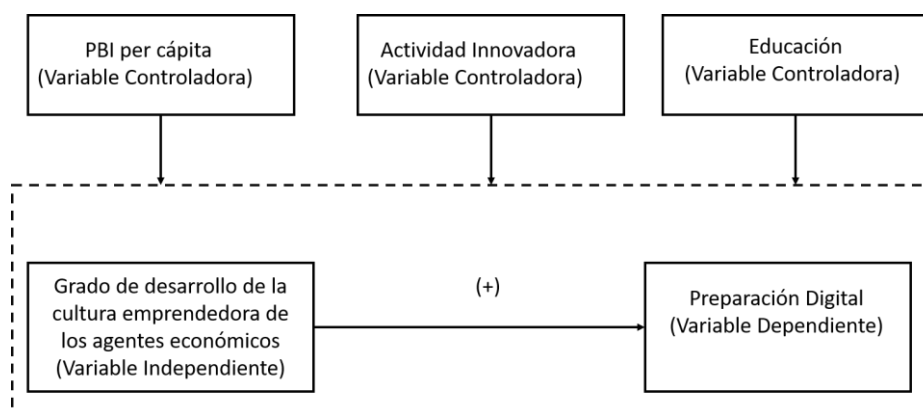 PBI per cápita
(Variable Controladora)
Actividad Innovadora
(Variable Controladora)
Educación
(Variable Controladora)
Grado de desarrollo de la
cultura emprendedora de
los agentes económicos
(Variable Independiente)
(+)
Preparación Digital
(Variable Dependiente)